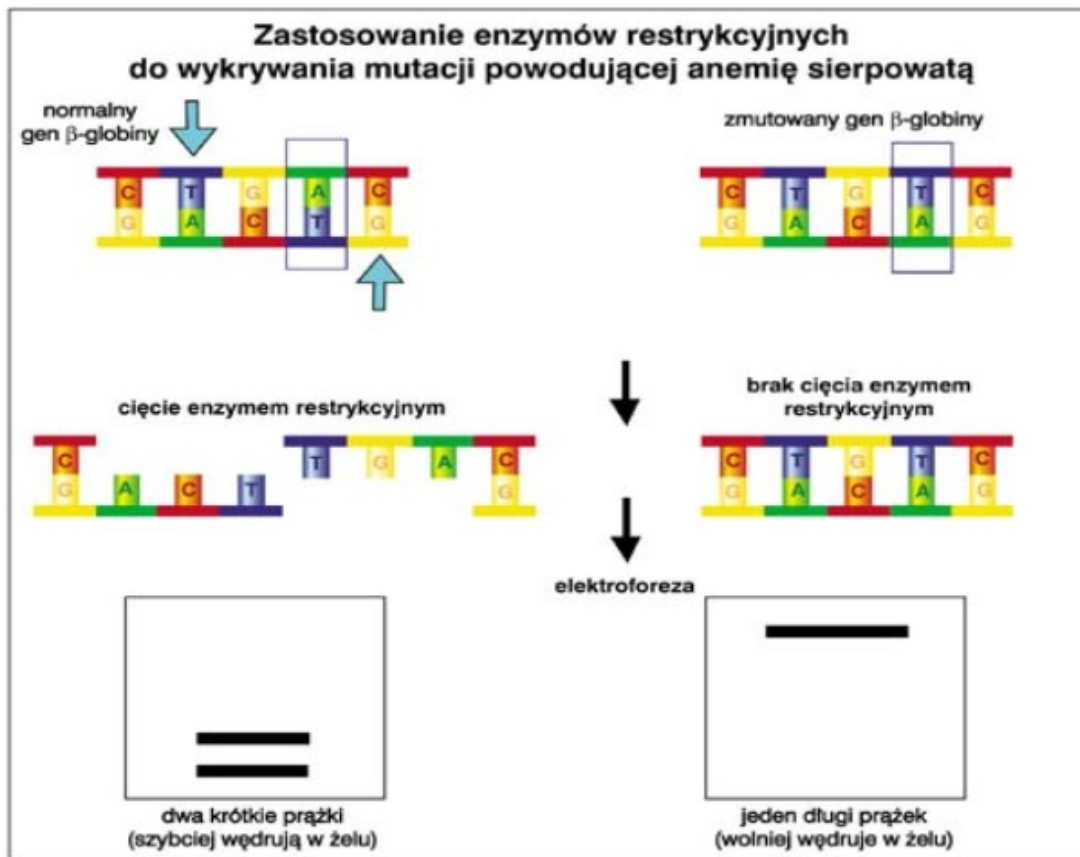 Zastosowanie enzymów restrykcyjnych
do wykrywania mutacji powodującej anemię sierpowatą
normalny
gen β-globiny
zmutowany gen β-globiny
C T G A C
G A C T G
C T G T C
G A C A G
cięcie enzymem restrykcyjnym
brak cięcia enzymem
restrykcyjnym
C T G A C
G A C T G
C T G T C
G A C A G
elektroforeza
dwa krótkie prążki
(szybciej wędrują w żelu)
jeden długi prążek
(wolniej wędruje w żelu)